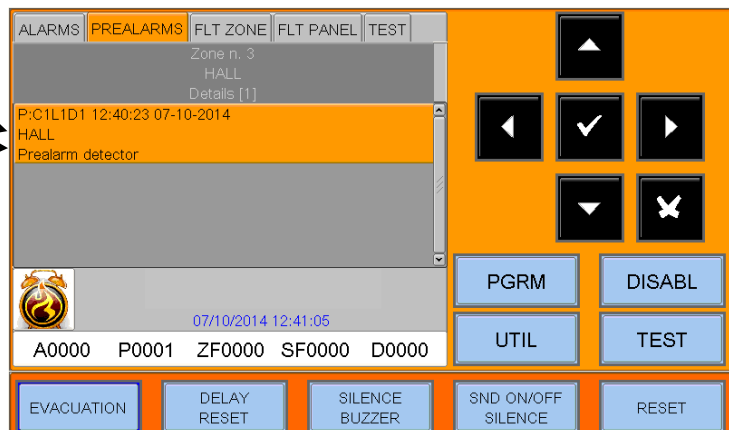 ALARMS PREALARMS FLT ZONE FLT PANEL TEST
Zone n. 3
HALL
Details [1]
P:C1L1D1 12:40:23 07-10-2014
HALL
Prealarm detector
07/10/2014 12:41:05
A0000 P0001 ZF0000 SF0000 D0000
PGRM DISABL
UTIL TEST
EVACUATION
DELAY
RESET
SILENCE
BUZZER
SND ON/OFF
SILENCE
RESET